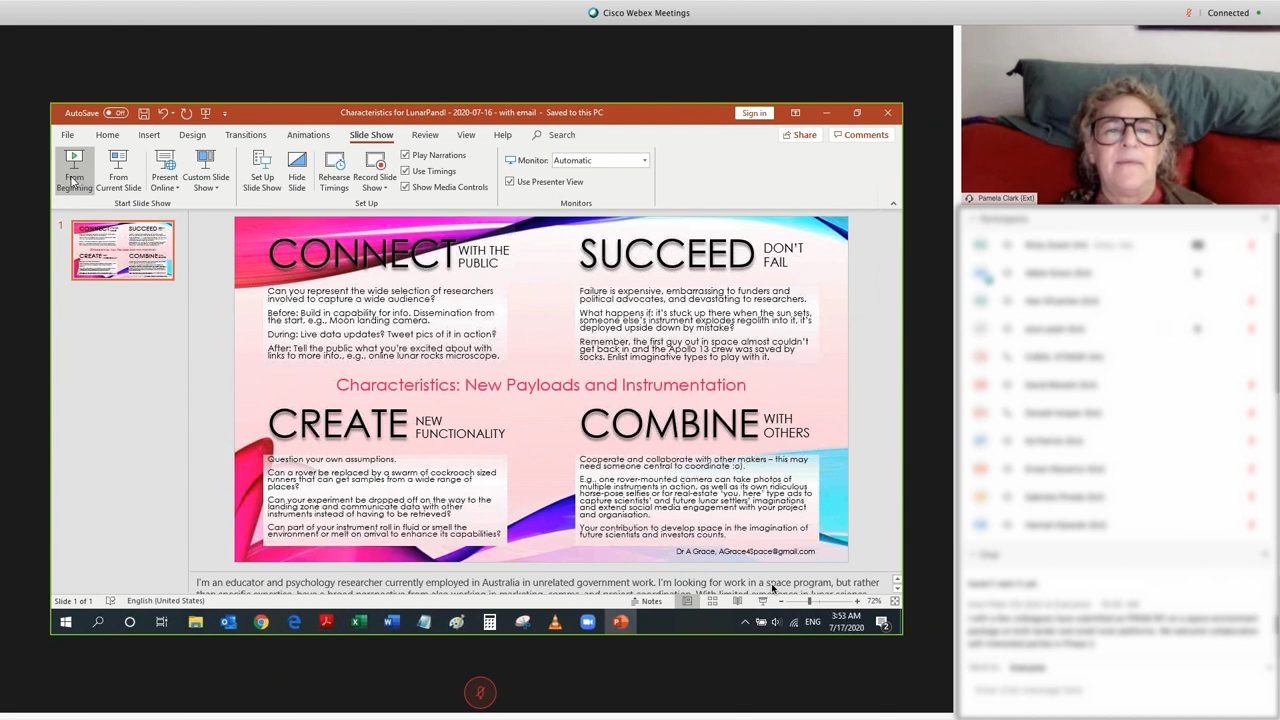 Cisco Webex Meetings
Connected
AutoSave Off
Characteristics for LunarPanel - 2020-07-16 - with email - Saved to this PC
Sign in
File Home Insert Design Transitions Animations Slide Show Review View Help Search
Share Comments
From Beginning
From Current Slide
Present Online
Custom Slide Show
Set Up Slide Show
Hide Slide
Rehearse Timings
Record Slide Show
Play Narrations
Use Timings
Show Media Controls
Monitor: Automatic
Use Presenter View
Start Slide Show
Set Up
Monitors
Pamela Clark (Ext)
1
CONNECT WITH THE PUBLIC
Can you represent the wide selection of researchers
involved to capture a wide audience?
Before: Build in capability for info. Dissemination from
the start, e.g., Moon landing camera.
During: Live data updates? Tweet pics of it in action?
After: Tell the public what you're excited about with
links to more info., e.g., online lunar rocks microscope.
SUCCEED DON'T FAIL
Failure is expensive, embarrassing to funders and
political advocates, and devastating to researchers.
What happens if: it's stuck up there when the sun sets,
someone else's instrument explodes regolith into it, it's
deployed upside down by mistake?
Remember, the first guy out in space almost couldn't
get back in and the Apollo 13 crew was saved by
socks. Enlist imaginative types to play with it.
Characteristics: New Payloads and Instrumentation
CREATE NEW FUNCTIONALITY
Question your own assumptions.
Can a rover be replaced by a swarm of cockroach sized
runners that can get samples from a wide range of
places?
Can your experiment be dropped off on the way to the
landing zone and communicate data with other
instruments instead of having to be retrieved?
Can part of your instrument roll in fluid or smell the
environment or melt on arrival to enhance its capabilities?
COMBINE WITH OTHERS
Cooperate and collaborate with other makers – this may
need someone central to coordinate :o).
E.g., one rover-mounted camera can take photos of
multiple instruments in action, as well as its own ridiculous
horse-pose selfies or for real-estate 'you, here' type ads to
capture scientists' and future lunar settlers' imaginations
and extend social media engagement with your project
and organisation.
Your contribution to develop space in the imagination of
future scientists and investors counts.
Dr A Grace, AGrace4Space@gmail.com
I'm an educator and psychology researcher currently employed in Australia in unrelated government work. I'm looking for work in a space program, but rather
Slide 1 of 1
English (United States)
Notes
72%
ENG
3:53 AM
7/17/2020
2